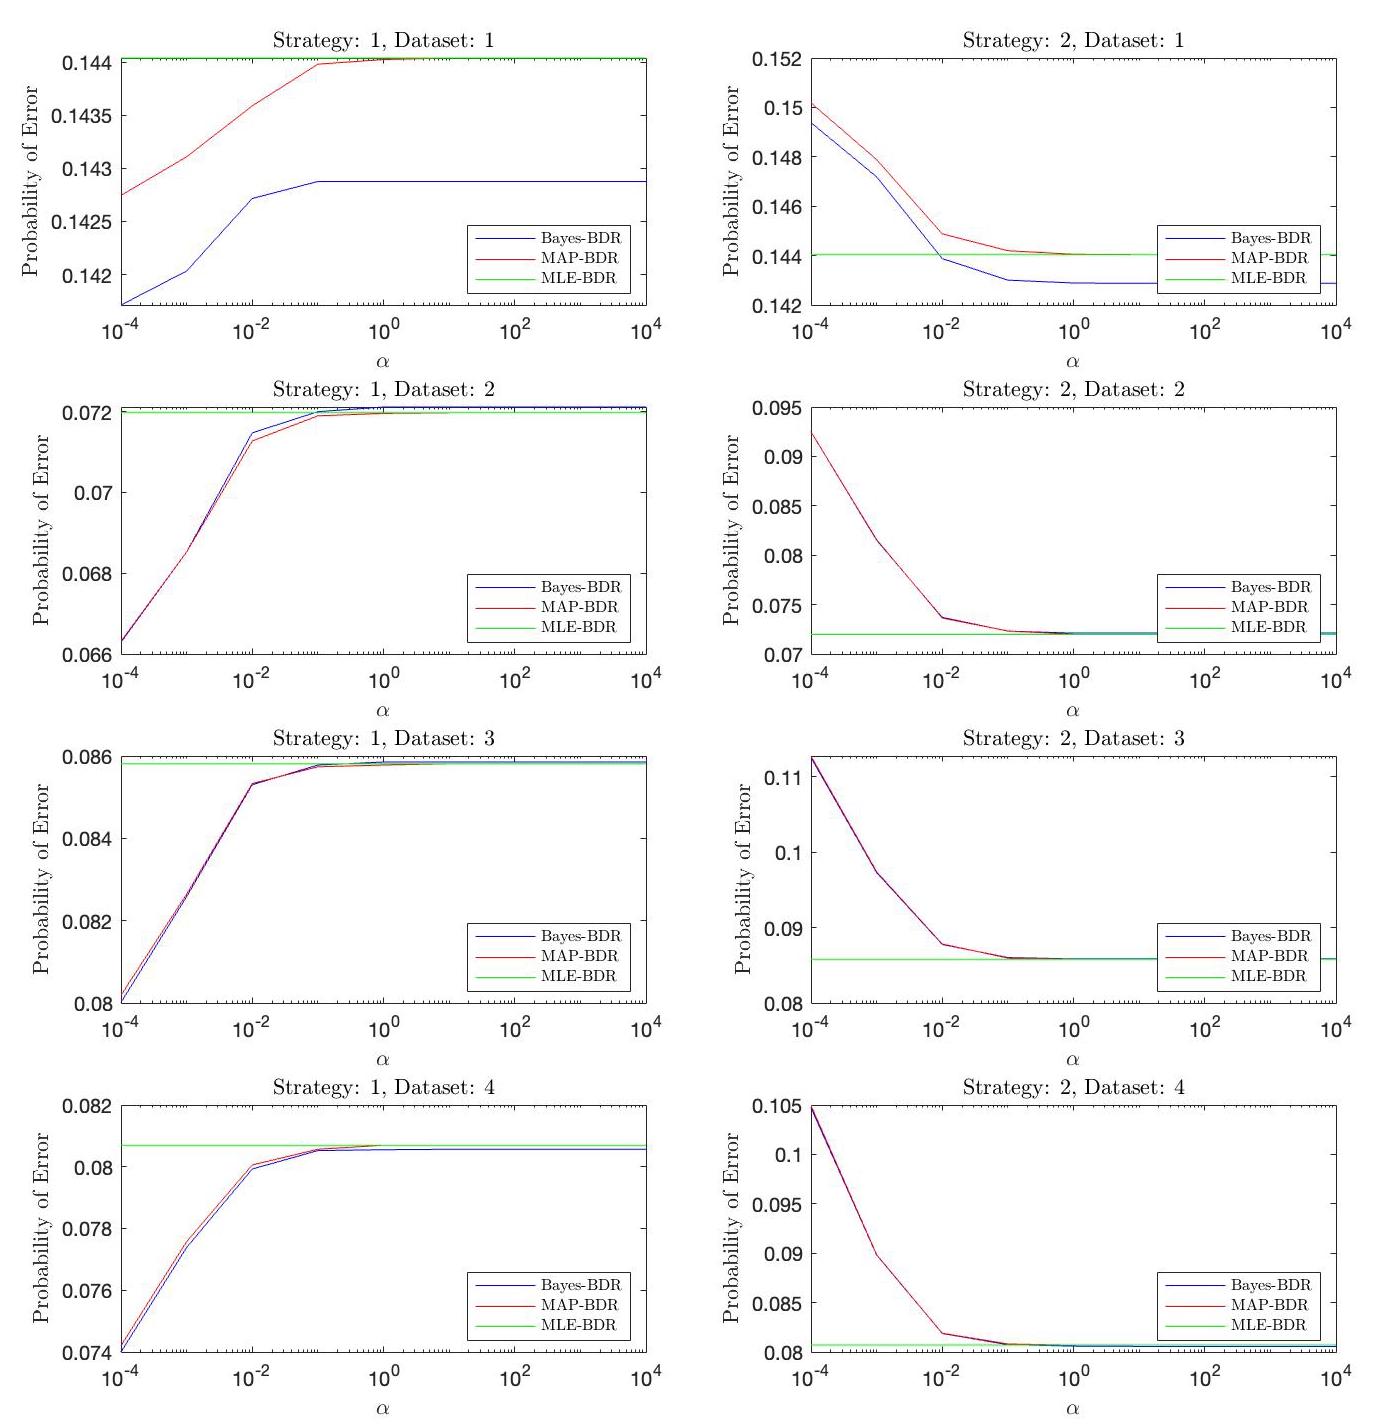 Strategy: 1, Dataset: 1
Probability of Error
0.144
0.1435
0.143
0.1425
0.142
Bayes-BDR
MAP-BDR
MLE-BDR
10^-4 10^-2 10^0 10^2 10^4
α
Strategy: 2, Dataset: 1
Probability of Error
0.152
0.15
0.148
0.146
0.144
0.142
Bayes-BDR
MAP-BDR
MLE-BDR
10^-4 10^-2 10^0 10^2 10^4
α
Strategy: 1, Dataset: 2
Probability of Error
0.072
0.07
0.068
0.066
Bayes-BDR
MAP-BDR
MLE-BDR
10^-4 10^-2 10^0 10^2 10^4
α
Strategy: 2, Dataset: 2
Probability of Error
0.095
0.09
0.085
0.08
0.075
0.07
Bayes-BDR
MAP-BDR
MLE-BDR
10^-4 10^-2 10^0 10^2 10^4
α
Strategy: 1, Dataset: 3
Probability of Error
0.086
0.084
0.082
0.08
Bayes-BDR
MAP-BDR
MLE-BDR
10^-4 10^-2 10^0 10^2 10^4
α
Strategy: 2, Dataset: 3
Probability of Error
0.11
0.1
0.09
0.08
Bayes-BDR
MAP-BDR
MLE-BDR
10^-4 10^-2 10^0 10^2 10^4
α
Strategy: 1, Dataset: 4
Probability of Error
0.082
0.08
0.078
0.076
0.074
Bayes-BDR
MAP-BDR
MLE-BDR
10^-4 10^-2 10^0 10^2 10^4
α
Strategy: 2, Dataset: 4
Probability of Error
0.105
0.1
0.095
0.09
0.085
0.08
Bayes-BDR
MAP-BDR
MLE-BDR
10^-4 10^-2 10^0 10^2 10^4
α